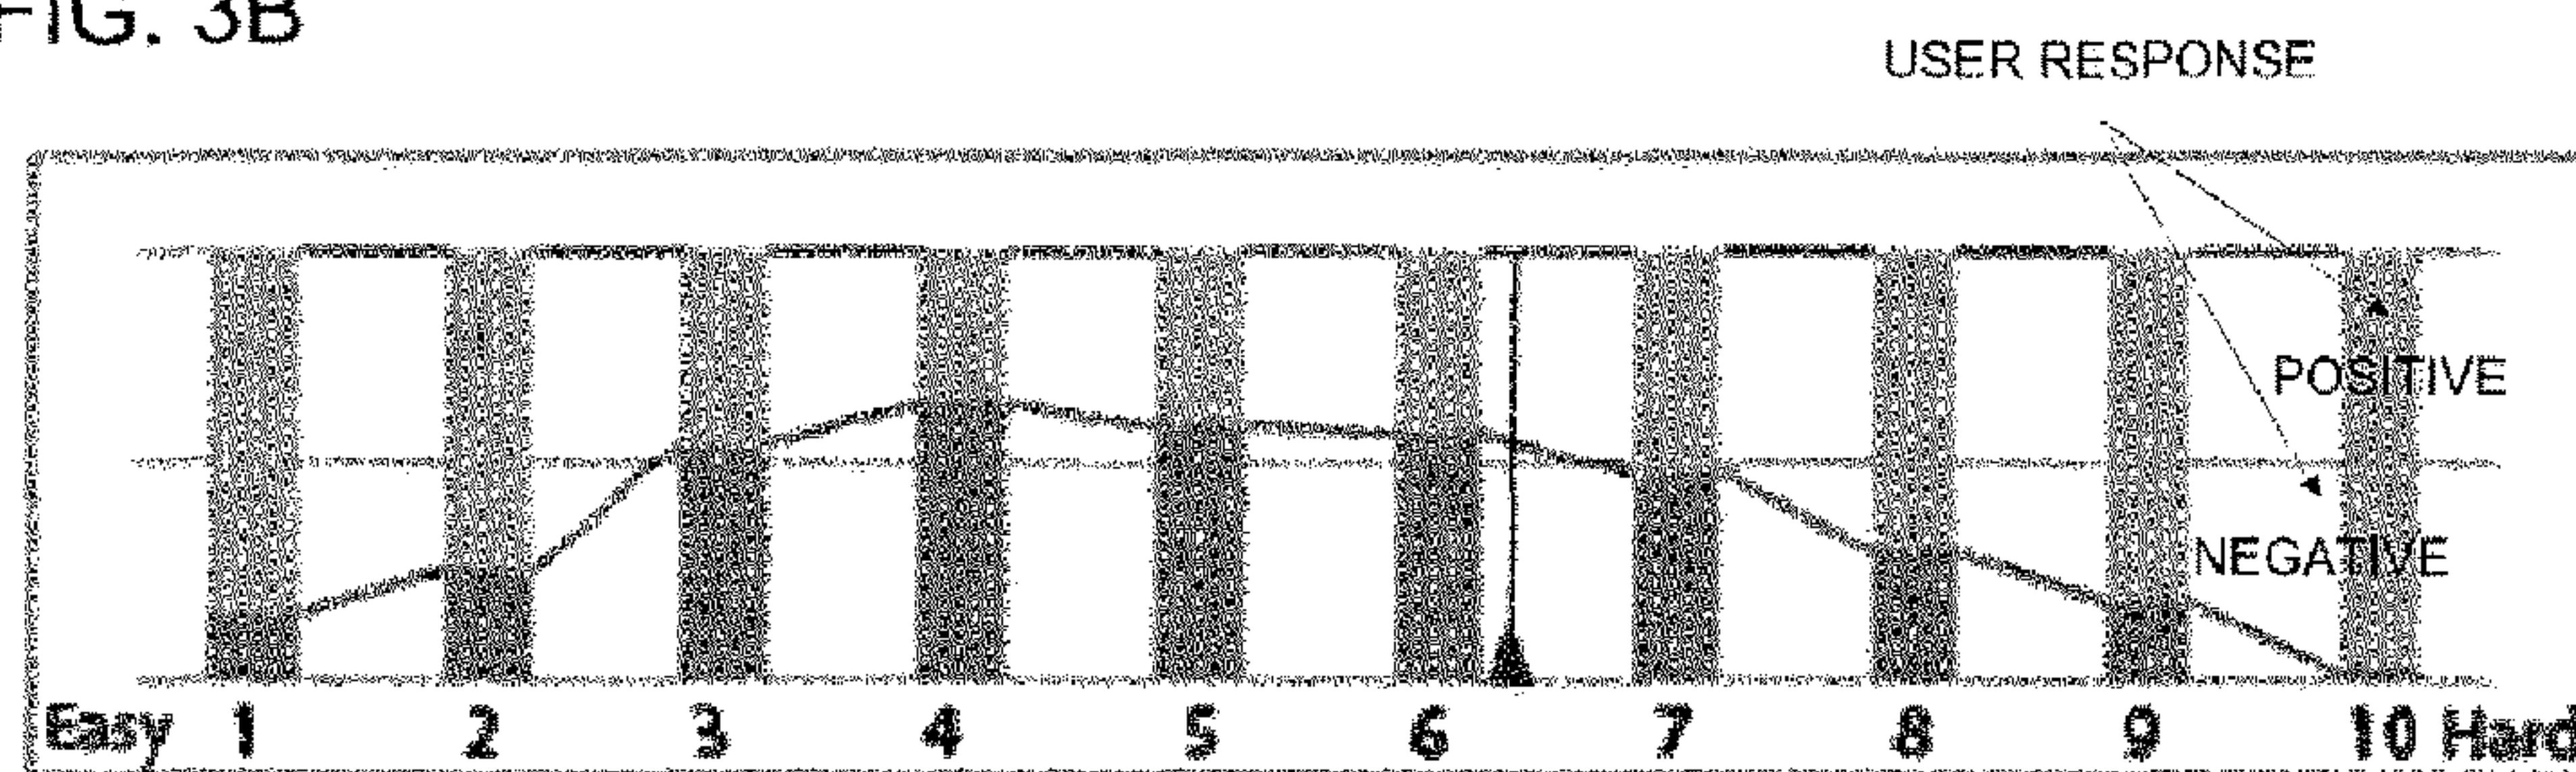 FIG. 3B
USER RESPONSE
POSITIVE
NEGATIVE
Easy 1 2 3 4 5 6 7 8 9 10 Hard